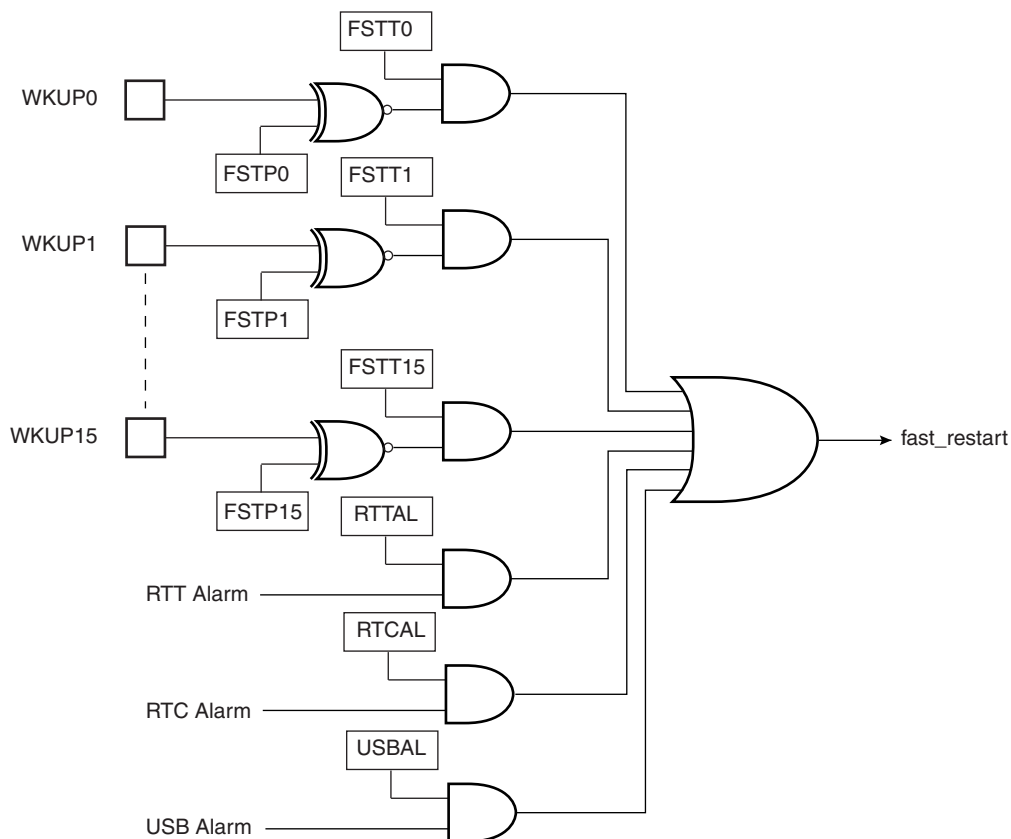 FSTT0
WKUP0
FSTP0
FSTT1
WKUP1
FSTP1
FSTT15
WKUP15
fast_restart
FSTP15
RTTAL
RTT Alarm
RTCAL
RTC Alarm
USBAL
USB Alarm